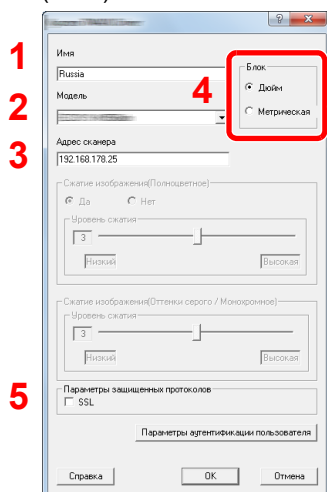 1
Имя
Russia
2
Модель
3
Адрес сканера
192.168.178.25
4
Блок
Дюйм
Метрическая
Сжатие изображения(Полноцветное)
Да Нет
Уровень сжатия
3
Низкий Высокая
Сжатие изображения(Оттенки серого / Монохромное)
Уровень сжатия
3
Низкий Высокая
5
Параметры защищенных протоколов
SSL
Параметры аутентификации пользователя
Справка OK Отмена